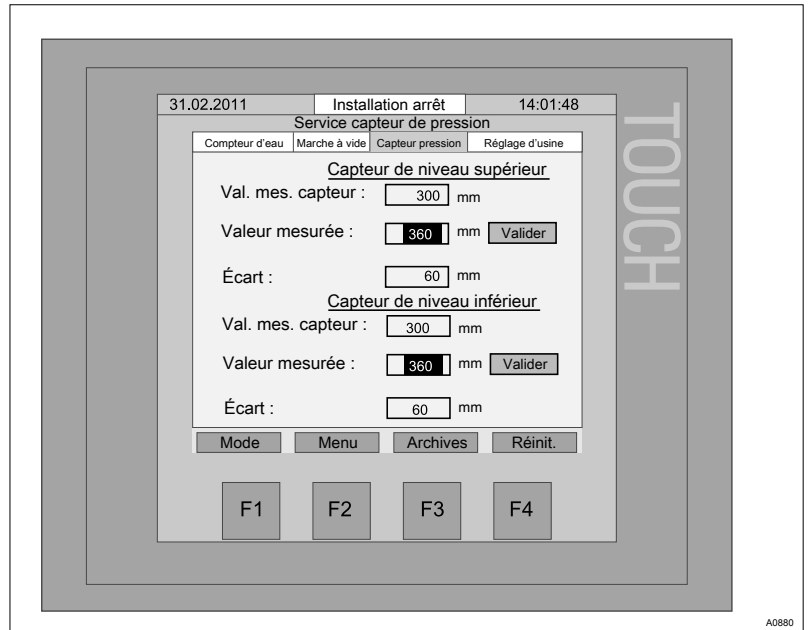 31.02.2011 Installation arrêt 14:01:48
Service capteur de pression
Compteur d'eau Marche à vide Capteur pression Réglage d'usine
Capteur de niveau supérieur
Val. mes. capteur : 300 mm
Valeur mesurée : 360 mm Valider
Écart : 60 mm
Capteur de niveau inférieur
Val. mes. capteur : 300 mm
Valeur mesurée : 360 mm Valider
Écart : 60 mm
Mode Menu Archives Réinit.
F1 F2 F3 F4
TOUCH
A0880